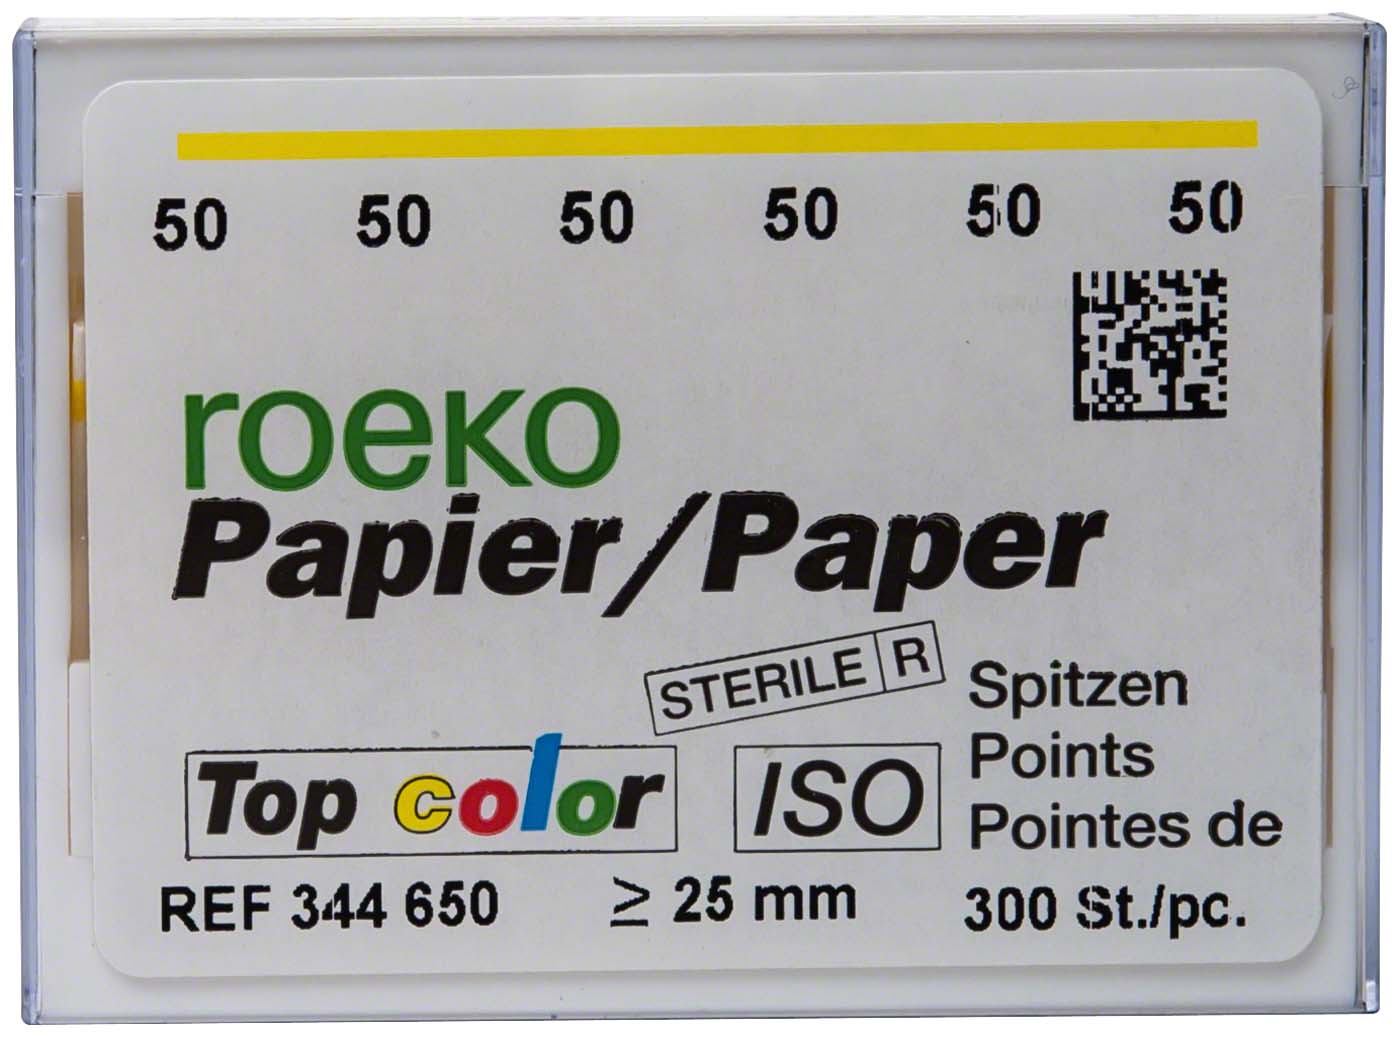 50 50 50 50 50 50
roeko
Papier/Paper
STERILE R
Spitzen
Points
Pointes de
Top color
ISO
REF 344 650 ≥ 25 mm 300 St./pc.